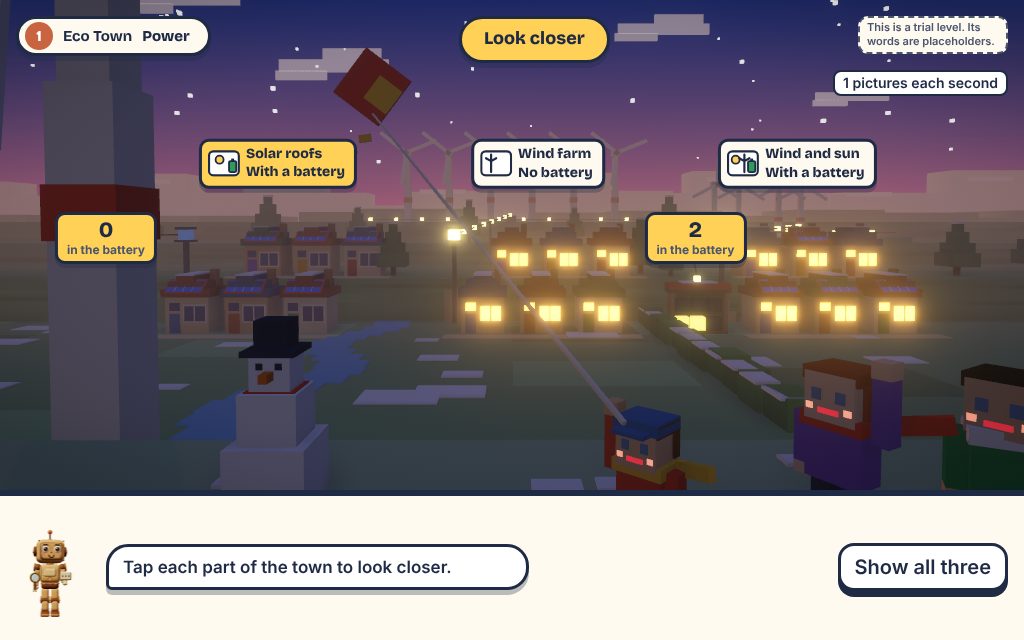 1 Eco Town Power
Look closer
This is a trial level. Its
words are placeholders.
1 pictures each second
Solar roofs
With a battery
Wind farm
No battery
Wind and sun
With a battery
0
in the battery
2
in the battery
Tap each part of the town to look closer.
Show all three